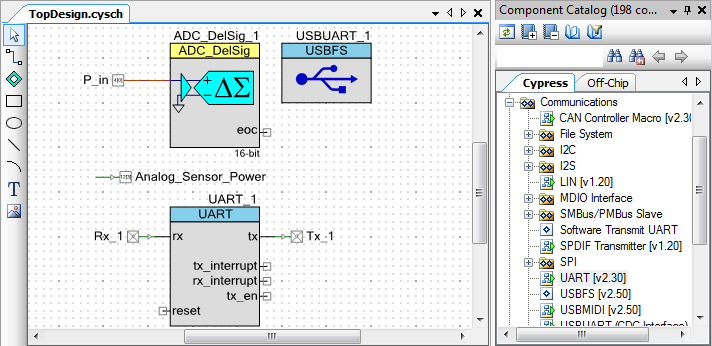 TopDesign.cysch
ADC_DelSig_1
ADC_DelSig
P_in
ΔΣ
eoc
16-bit
USBUART_1
USBFS
Analog_Sensor_Power
UART_1
UART
Rx_1
rx
tx
Tx_1
tx_interrupt
rx_interrupt
tx_en
reset
T
Component Catalog (198 co...
Cypress
Off-Chip
Communications
CAN Controller Macro [v2.30
File System
I2C
I2S
LIN [v1.20]
MDIO Interface
SMBus/PMBus Slave
Software Transmit UART
SPDIF Transmitter [v1.20]
SPI
UART [v2.30]
USBFS [v2.50]
USBMIDI [v2.50]
USBUART (CDC Interface)